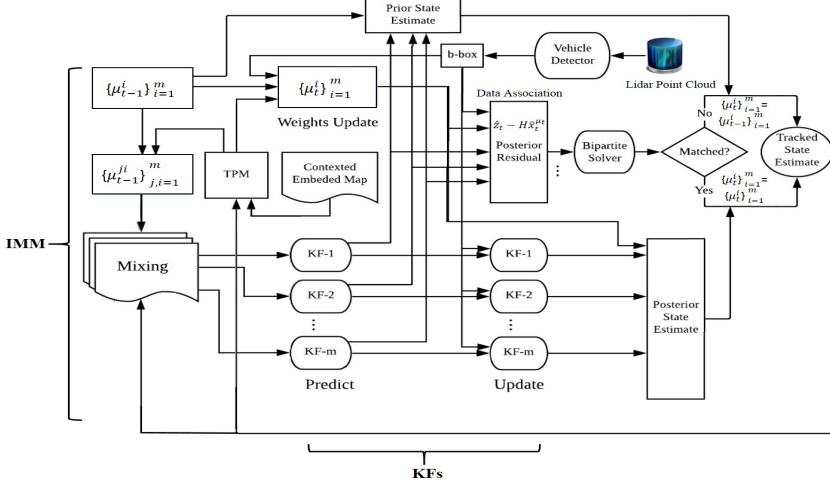 Prior State
Estimate
b-box
Vehicle
Detector
Lidar Point Cloud
{μ^i_{t-1}}^m_{i=1}
{μ^i_t}^m_{i=1}
Weights Update
Data Association
ẑ_t − Hx̄_t^{μ_t}
Posterior
Residual
⋮
Bipartite
Solver
Matched?
No
{μ^i_t}^m_{i=1}=
{μ^i_{t-1}}^m_{i=1}
Yes
{μ^i_t}^m_{i=1}=
{μ^i_t}^m_{i=1}
Tracked
State
Estimate
{μ^{ji}_{t-1}}^m_{j,i=1}
TPM
Contexted
Embeded Map
IMM
Mixing
KF-1
KF-2
⋮
KF-m
Predict
KF-1
KF-2
⋮
KF-m
Update
Posterior
State
Estimate
KFs